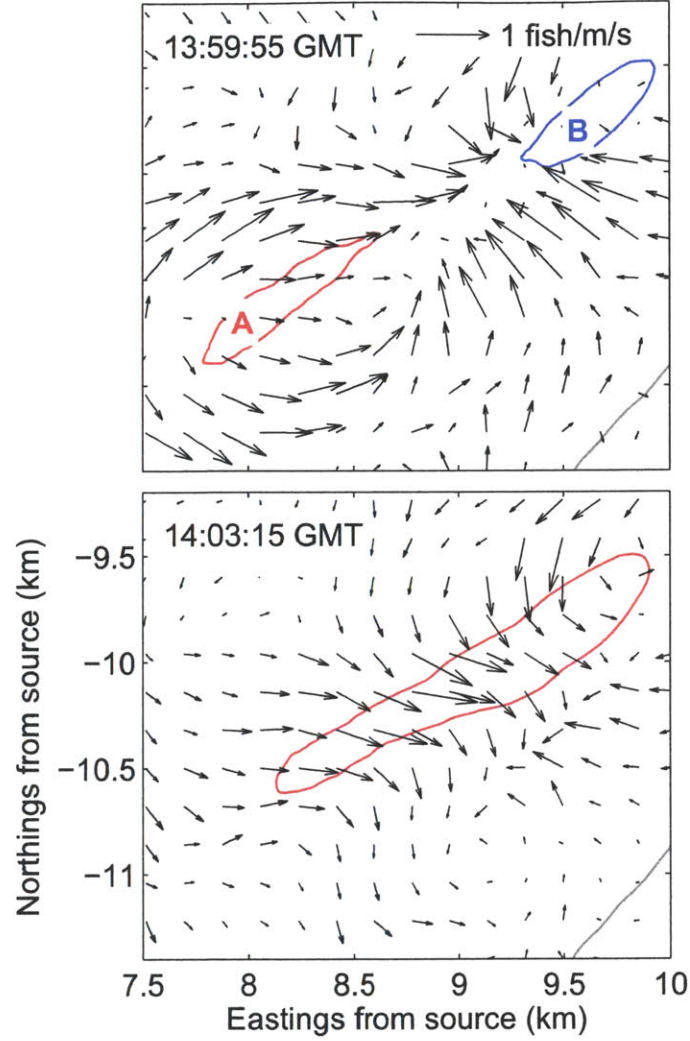 13:59:55 GMT
1 fish/m/s
B
A
14:03:15 GMT
Northings from source (km)
−9.5
−10
−10.5
−11
7.5 8 8.5 9 9.5 10
Eastings from source (km)